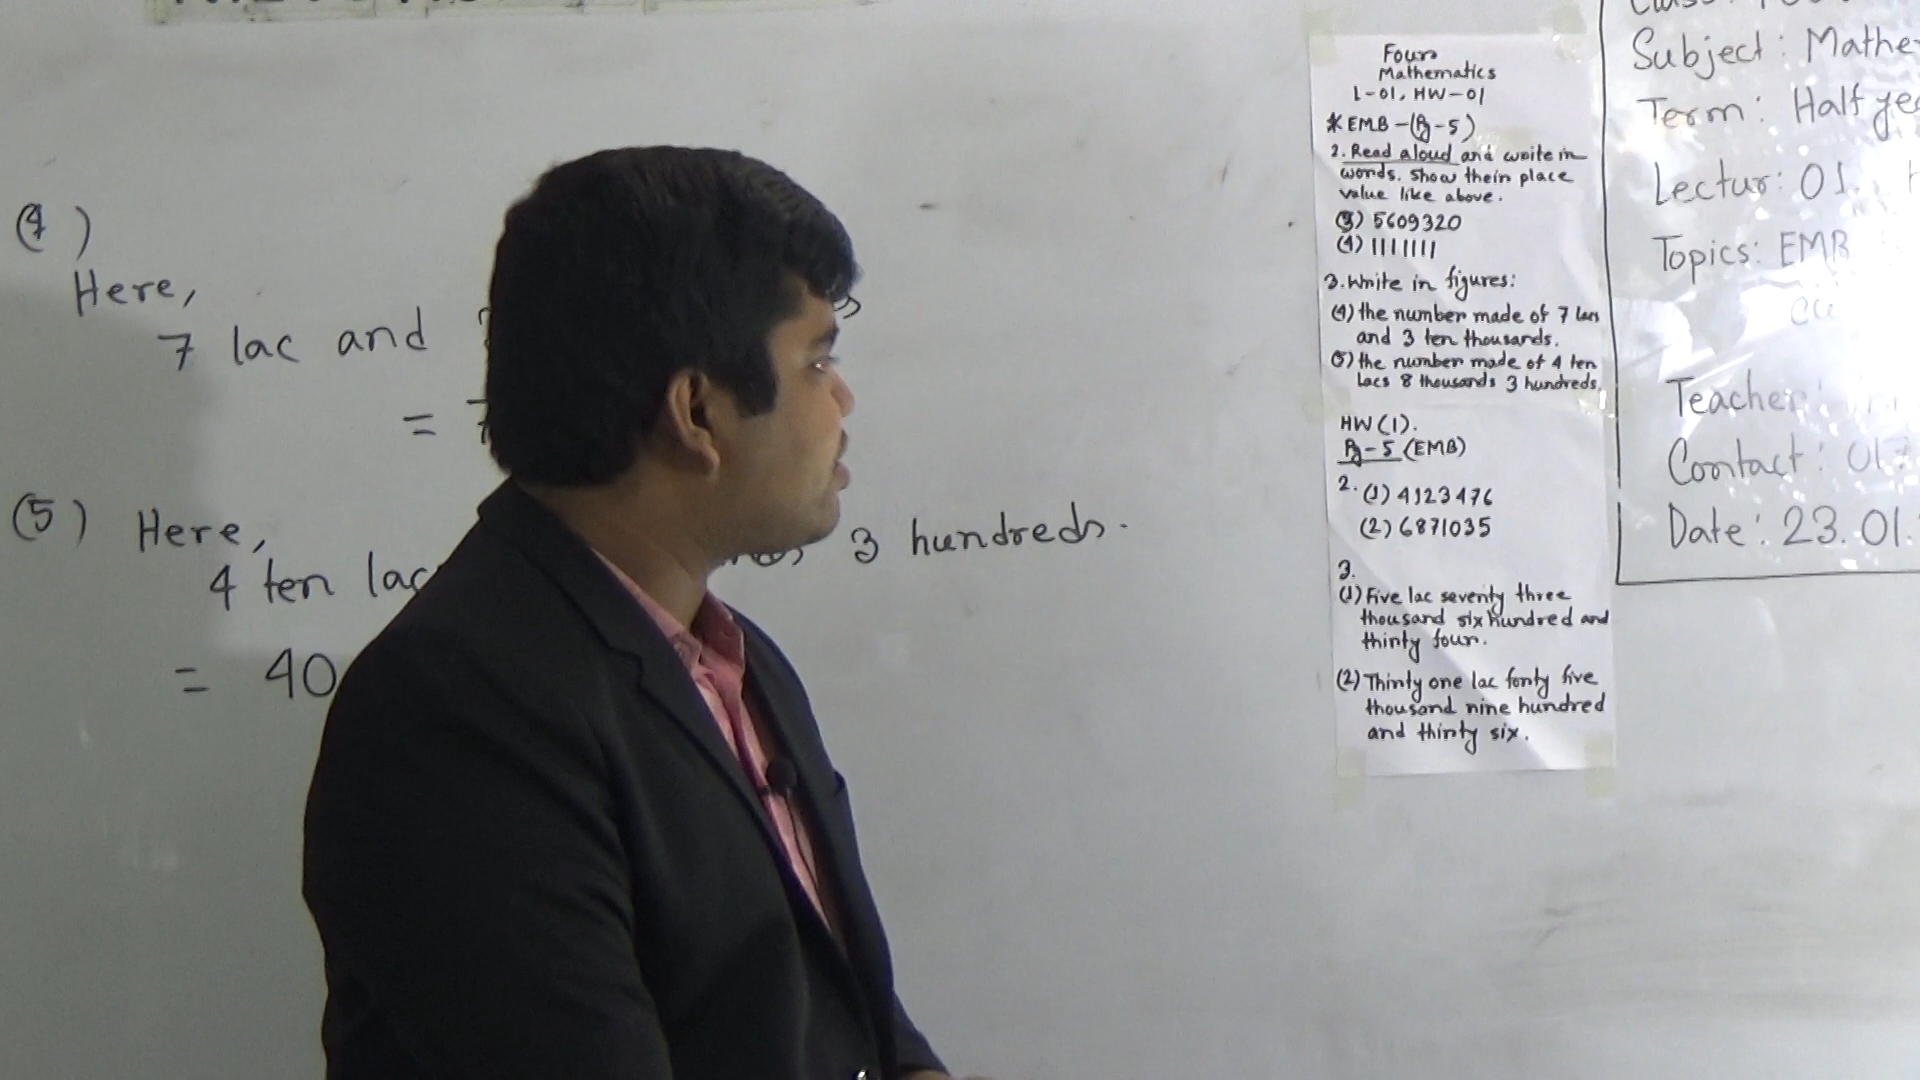 (4)
Here,
7 lac and
= 7
(5) Here,
4 ten lac 3 hundreds.
= 40
Four
Mathematics
L-01, HW-01
* EMB-(Pg-5)
2. Read aloud and write in
words. Show their place
value like above.
(3) 5609320
(4) 1111111
3. Write in figures:
(4) the number made of 7 lacs
and 3 ten thousands.
(5) the number made of 4 ten
lacs 8 thousands 3 hundreds.
HW (1).
Pg-5 (EMB)
2. (1) 4123476
(2) 6871035
3.
(1) Five lac seventy three
thousand six hundred and
thirty four.
(2) Thirty one lac forty five
thousand nine hundred
and thirty six.
Class:
Subject: Mathe
Term: Half yea
Lectur: 01.
Topics: EMB
Teacher:
Contact: 017
Date: 23.01.